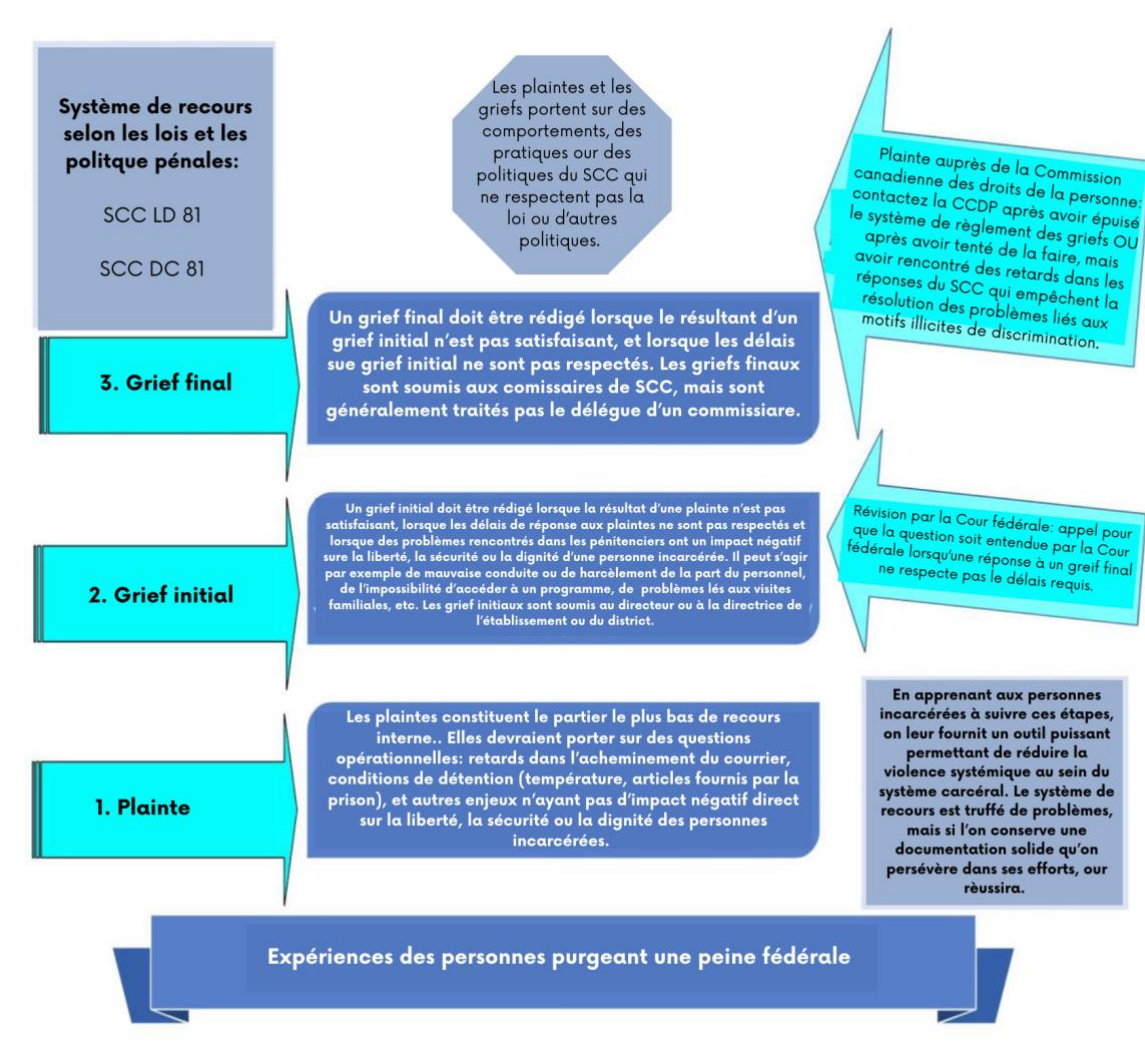 Système de recours
selon les lois et les
politque pénales:
SCC LD 81
SCC DC 81
Les plaintes et les
griefs portent sur des
comportements, des
pratiques our des
politiques du SCC qui
ne respectent pas la
loi ou d'autres
politiques.
Plainte auprès de la Commission
canadienne des droits de la personne:
contactez la CCDP après avoir épuisé
le système de règlement des griefs OU
après avoir tenté de la faire, mais
avoir rencontré des retards dans les
réponses du SCC qui empêchent la
résolution des problèmes liés aux
motifs illicites de discrimination.
3. Grief final
Un grief final doit être rédigé lorsque le résultant d'un
grief initial n'est pas satisfaisant, et lorsque les délais
sue grief initial ne sont pas respectés. Les griefs finaux
sont soumis aux comissaires de SCC, mais sont
généralement traités pas le délégue d'un commissiare.
2. Grief initial
Un grief initial doit être rédigé lorsque la résultat d'une plainte n'est pas
satisfaisant, lorsque les délais de réponse aux plaintes ne sont pas respectés et
lorsque des problèmes rencontrés dans les pénitenciers ont un impact négatif
sure la liberté, la sécurité ou la dignité d'une personne incarcérée. Il peut s'agir
par exemple de mauvaise conduite ou de harcèlement de la part du personnel,
de l'impossibilité d'accéder à un programme, de problèmes lés aux visites
familiales, etc. Les grief initiaux sont soumis au directeur ou à la directrice de
l'établissement ou du district.
Révision par la Cour fédérale: appel pour
que la question soit entendue par la Cour
fédérale lorsqu'une réponse à un greif final
ne respecte pas le délais requis.
1. Plainte
Les plaintes constituent le partier le plus bas de recours
interne.. Elles devraient porter sur des questions
opérationnelles: retards dans l'acheminement du courrier,
conditions de détention (température, articles fournis par la
prison), et autres enjeux n'ayant pas d'impact négatif direct
sur la liberté, la sécurité ou la dignité des personnes
incarcérées.
En apprenant aux personnes
incarcérées à suivre ces étapes,
on leur fournit un outil puissant
permettant de réduire la
violence systémique au sein du
système carcéral. Le système de
recours est truffé de problèmes,
mais si l'on conserve une
documentation solide qu'on
persévère dans ses efforts, our
rèussira.
Expériences des personnes purgeant une peine fédérale